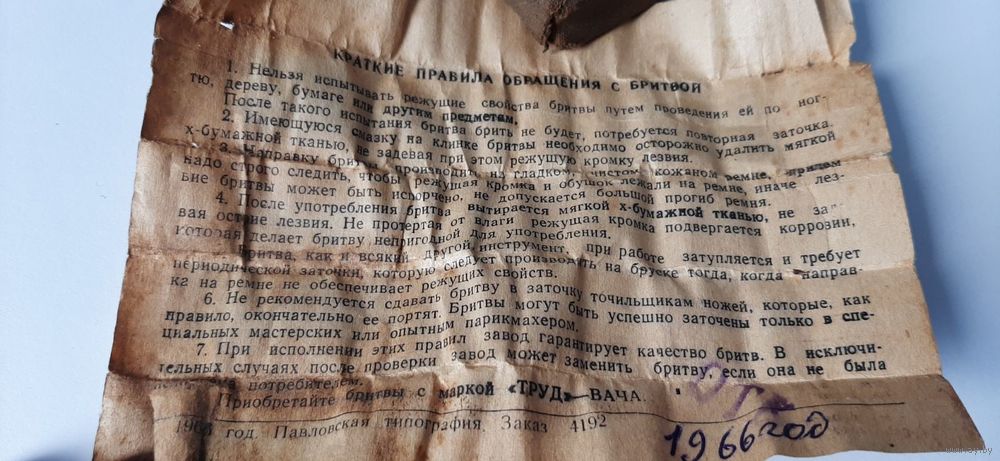 КРАТКИЕ ПРАВИЛА ОБРАЩЕНИЯ С БРИТВОЙ
1. Нельзя испытывать режущие свойства бритвы путем проведения ей по ног-
тю, дереву, бумаге или другим предметам.
После такого испытания бритва брить не будет, потребуется повторная заточка.
2. Имеющуюся смазку на клинке бритвы необходимо осторожно удалить мягкой
х-бумажной тканью, не задевая при этом режущую кромку лезвия.
3. Направку бритвы производить на гладком, чистом кожаном ремне, причем
надо строго следить, чтобы режущая кромка и обушок лежали на ремне, иначе лез-
вие бритвы может быть испорчено, не допускается большой прогиб ремня.
4. После употребления бритва вытирается мягкой х-бумажной тканью, не
вая острие лезвия. Не протертая от влаги режущая кромка подвергается коррозии,
которая делает бритву непригодной для употребления.
Бритва, как и всякий другой инструмент, при работе затупляется и требует
периодической заточки, которую следует производить на бруске тогда, когда направ-
ка на ремне не обеспечивает режущих свойств.
6. Не рекомендуется сдавать бритву в заточку точильщикам ножей, которые, как
правило, окончательно ее портят. Бритвы могут быть успешно заточены только в спе-
циальных мастерских или опытным парикмахером.
7. При исполнении этих правил завод гарантирует качество бритв. В исключи-
тельных случаях после проверки завод может заменить бритву, если она не была
потребителем.
Приобретайте бритвы с маркой «ТРУД»—ВАЧА.
ОТК
год. Павловская типография. Заказ 4192
1966 год